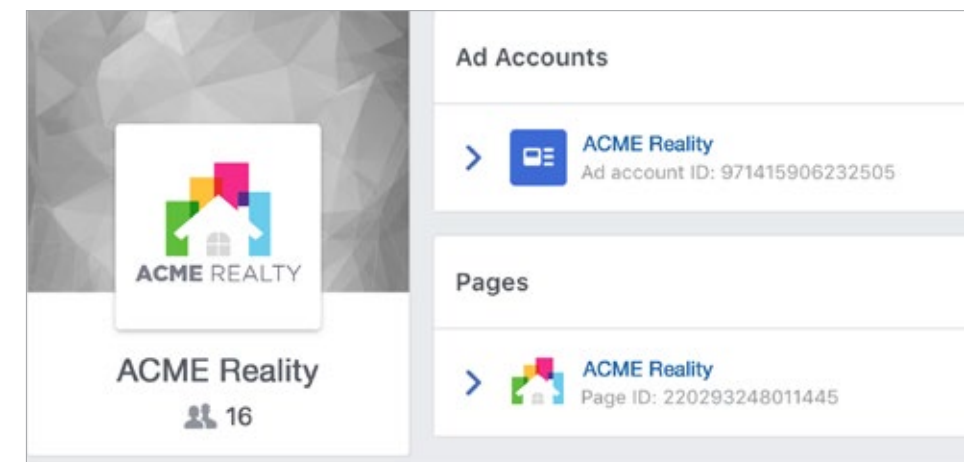 ACME REALTY
ACME Reality
16
Ad Accounts
ACME Reality
Ad account ID: 971415906232505
Pages
ACME Reality
Page ID: 220293248011445